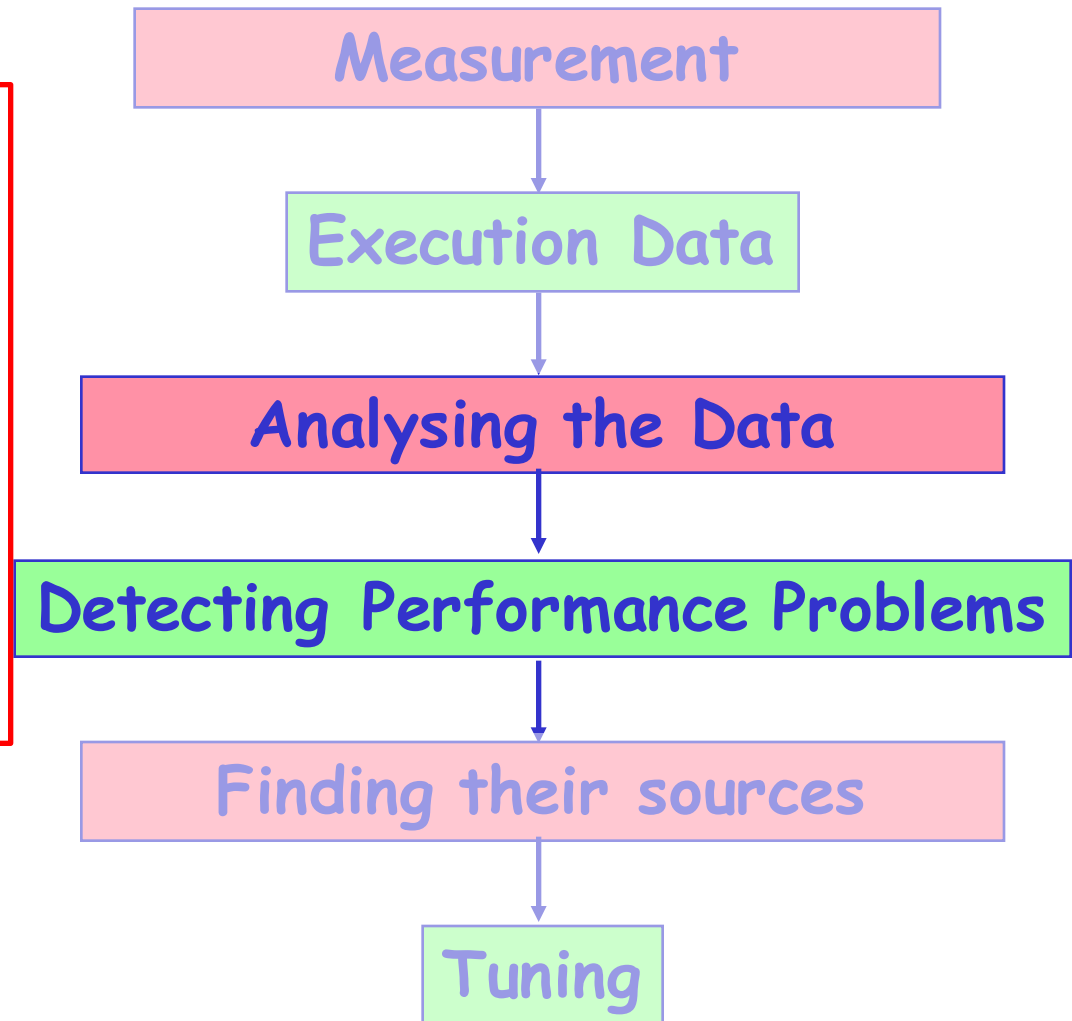 Measurement
Execution Data
Analysing the Data
Detecting Performance Problems
Finding their sources
Tuning